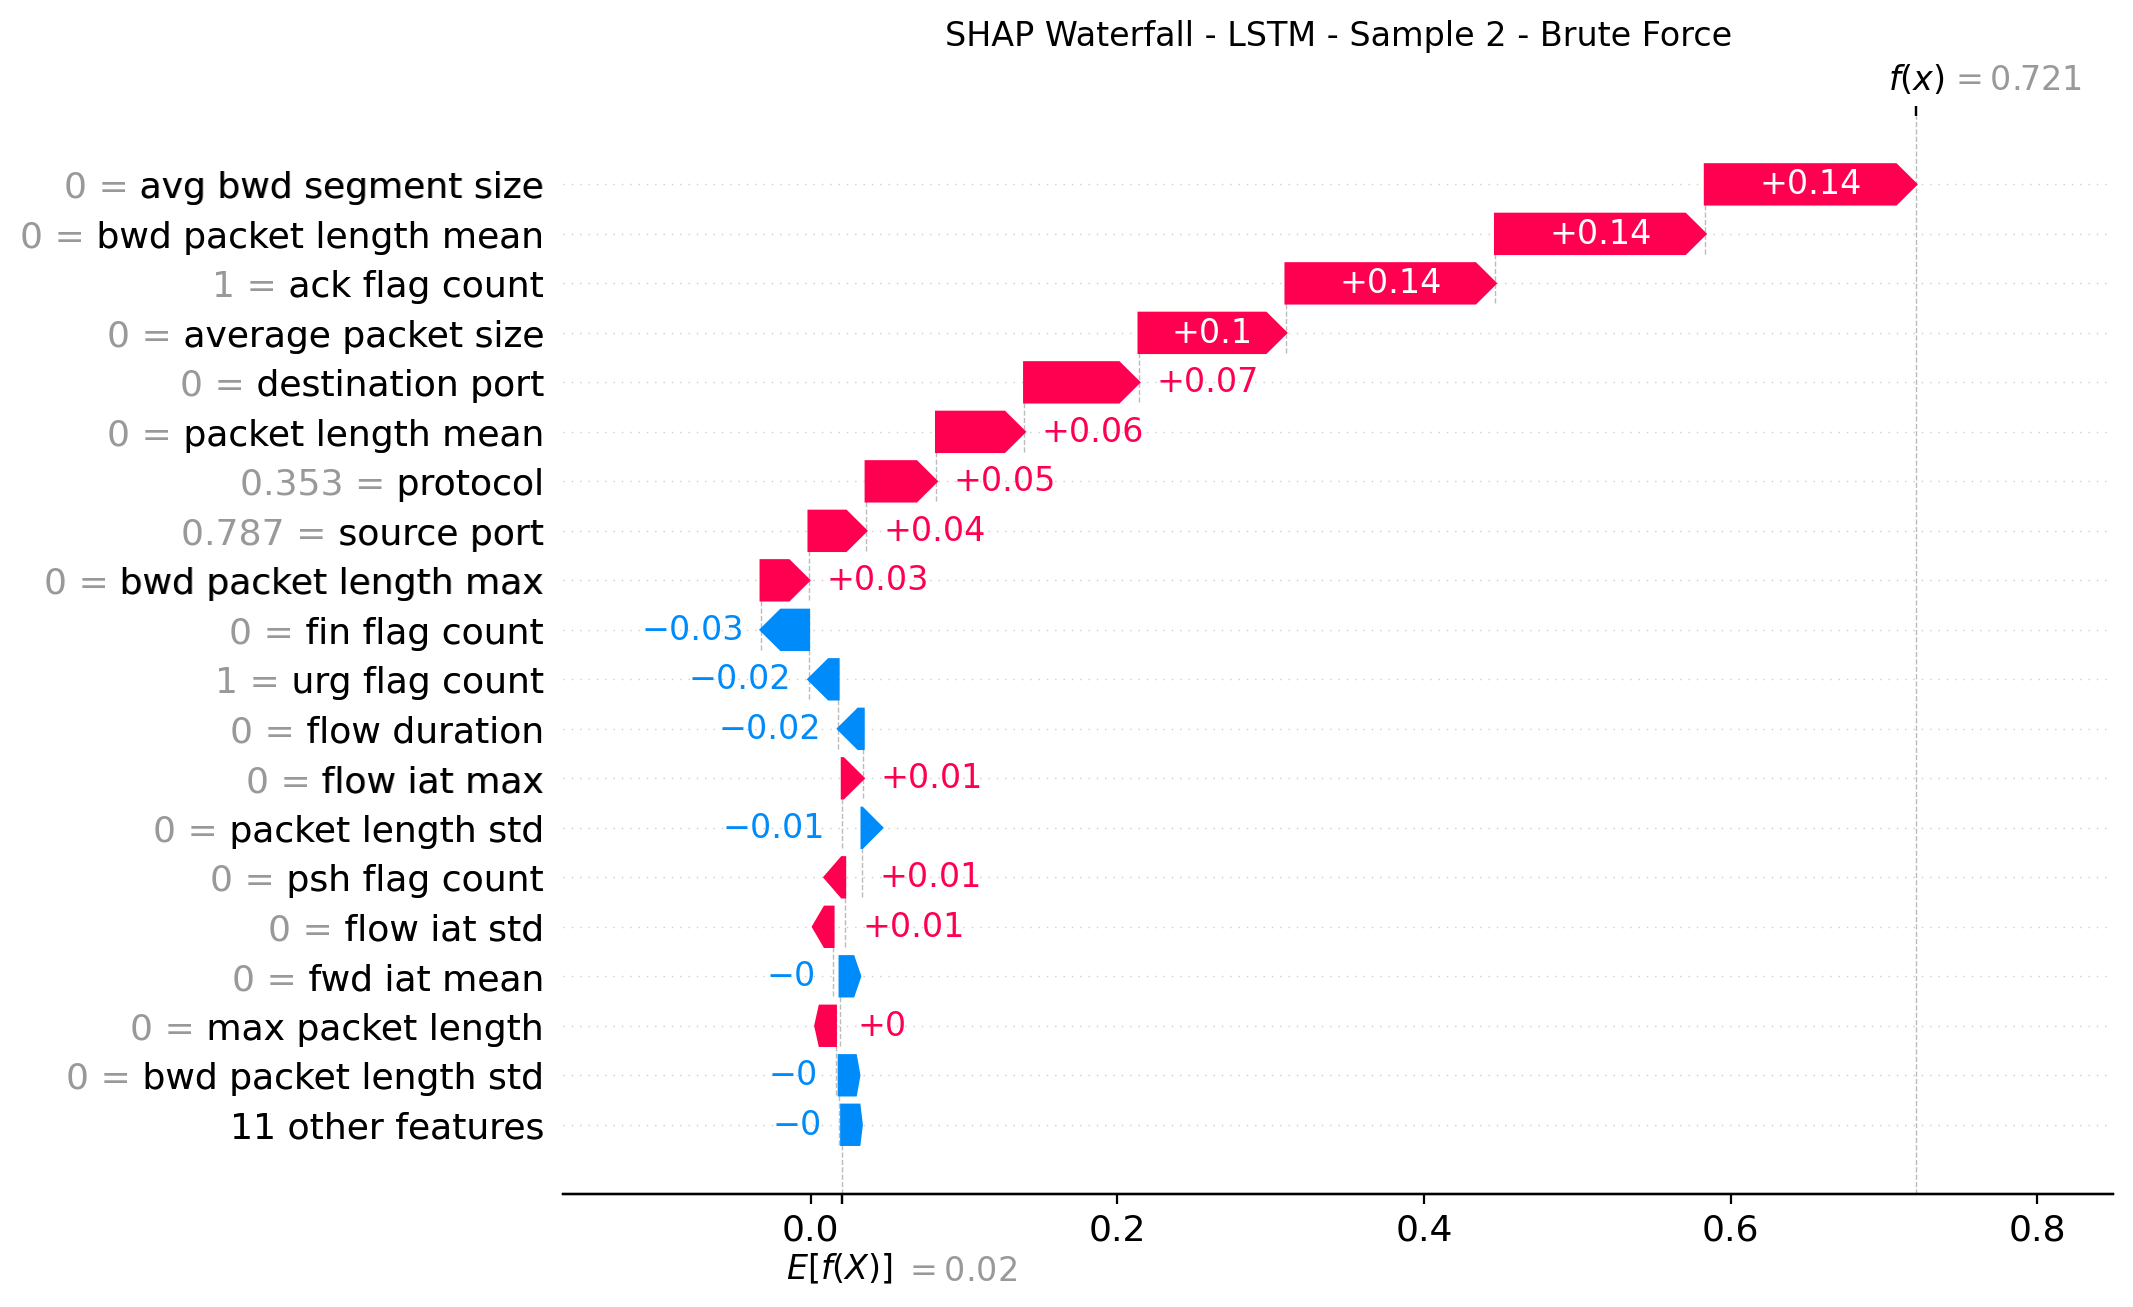 SHAP Waterfall - LSTM - Sample 2 - Brute Force
f(x) = 0.721
0 = avg bwd segment size +0.14
0 = bwd packet length mean +0.14
1 = ack flag count +0.14
0 = average packet size +0.1
0 = destination port +0.07
0 = packet length mean +0.06
0.353 = protocol +0.05
0.787 = source port +0.04
0 = bwd packet length max +0.03
0 = fin flag count −0.03
1 = urg flag count −0.02
0 = flow duration −0.02
0 = flow iat max +0.01
0 = packet length std −0.01
0 = psh flag count +0.01
0 = flow iat std +0.01
0 = fwd iat mean −0
0 = max packet length +0
0 = bwd packet length std −0
11 other features −0
0.0 0.2 0.4 0.6 0.8
E[f(X)] = 0.02